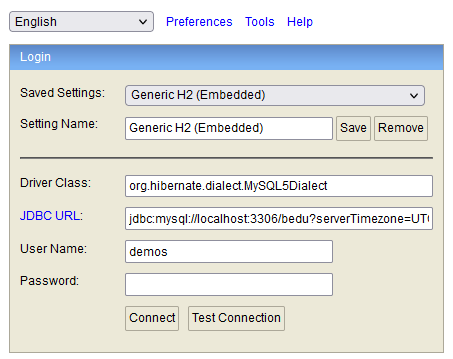 English Preferences Tools Help
Login
Saved Settings: Generic H2 (Embedded)
Setting Name: Generic H2 (Embedded) Save Remove
Driver Class: org.hibernate.dialect.MySQL5Dialect
JDBC URL: jdbc:mysql://localhost:3306/bedu?serverTimezone=UTC
User Name: demos
Password:
Connect Test Connection